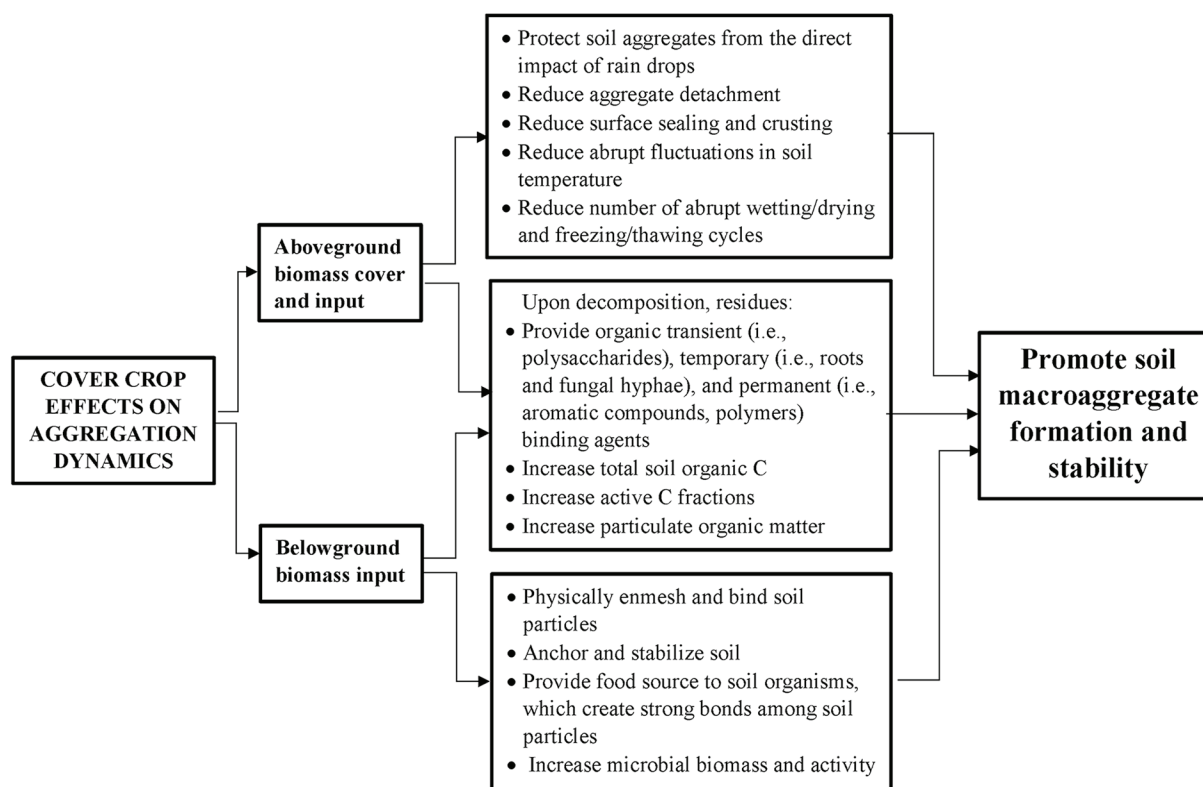 COVER CROP
EFFECTS ON
AGGREGATION
DYNAMICS
Aboveground
biomass cover
and input
Belowground
biomass input
• Protect soil aggregates from the direct
impact of rain drops
• Reduce aggregate detachment
• Reduce surface sealing and crusting
• Reduce abrupt fluctuations in soil
temperature
• Reduce number of abrupt wetting/drying
and freezing/thawing cycles
Upon decomposition, residues:
• Provide organic transient (i.e.,
polysaccharides), temporary (i.e., roots
and fungal hyphae), and permanent (i.e.,
aromatic compounds, polymers)
binding agents
• Increase total soil organic C
• Increase active C fractions
• Increase particulate organic matter
• Physically enmesh and bind soil
particles
• Anchor and stabilize soil
• Provide food source to soil organisms,
which create strong bonds among soil
particles
• Increase microbial biomass and activity
Promote soil
macroaggregate
formation and
stability